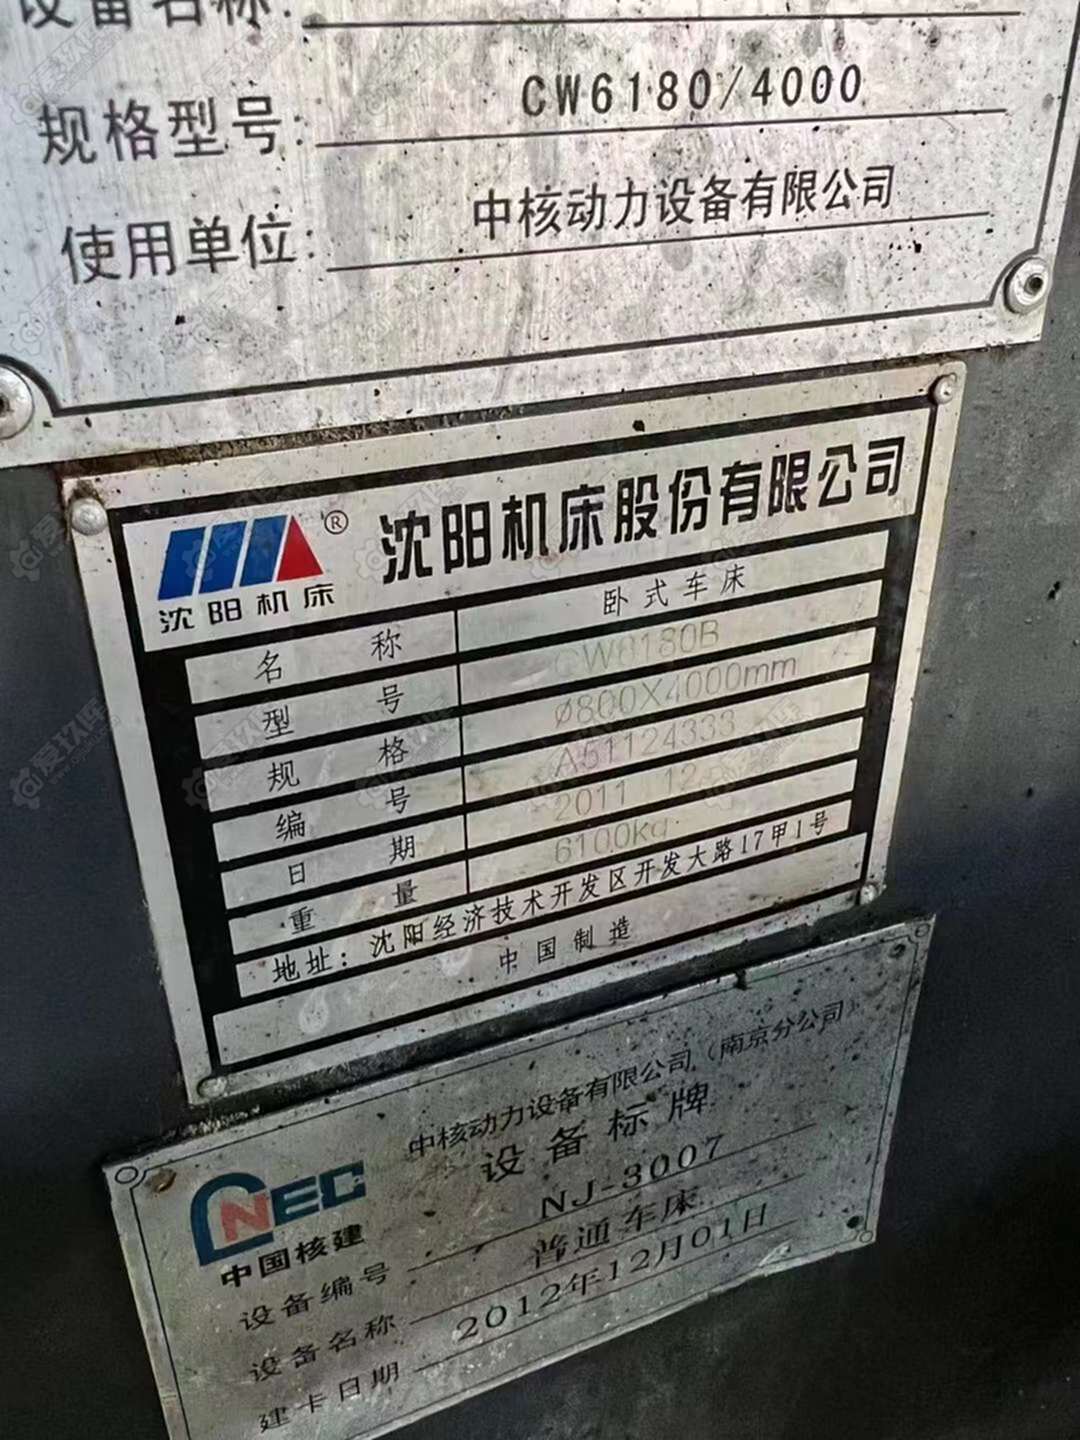 设备名称:
规格型号: CW6180/4000
使用单位: 中核动力设备有限公司
® 沈阳机床股份有限公司
沈阳机床
名称 卧式车床
型号 CW6180B
规格 Ø800X4000mm
编号 A51124333
日期 2011 12
重量 6100Kg
地址: 沈阳经济技术开发区开发大路17甲1号
中国制造
中核动力设备有限公司(南京分公司)
设备标牌
CNEC
中国核建
设备编号 NJ-3007
设备名称 普通车床
建卡日期 2012年12月01日